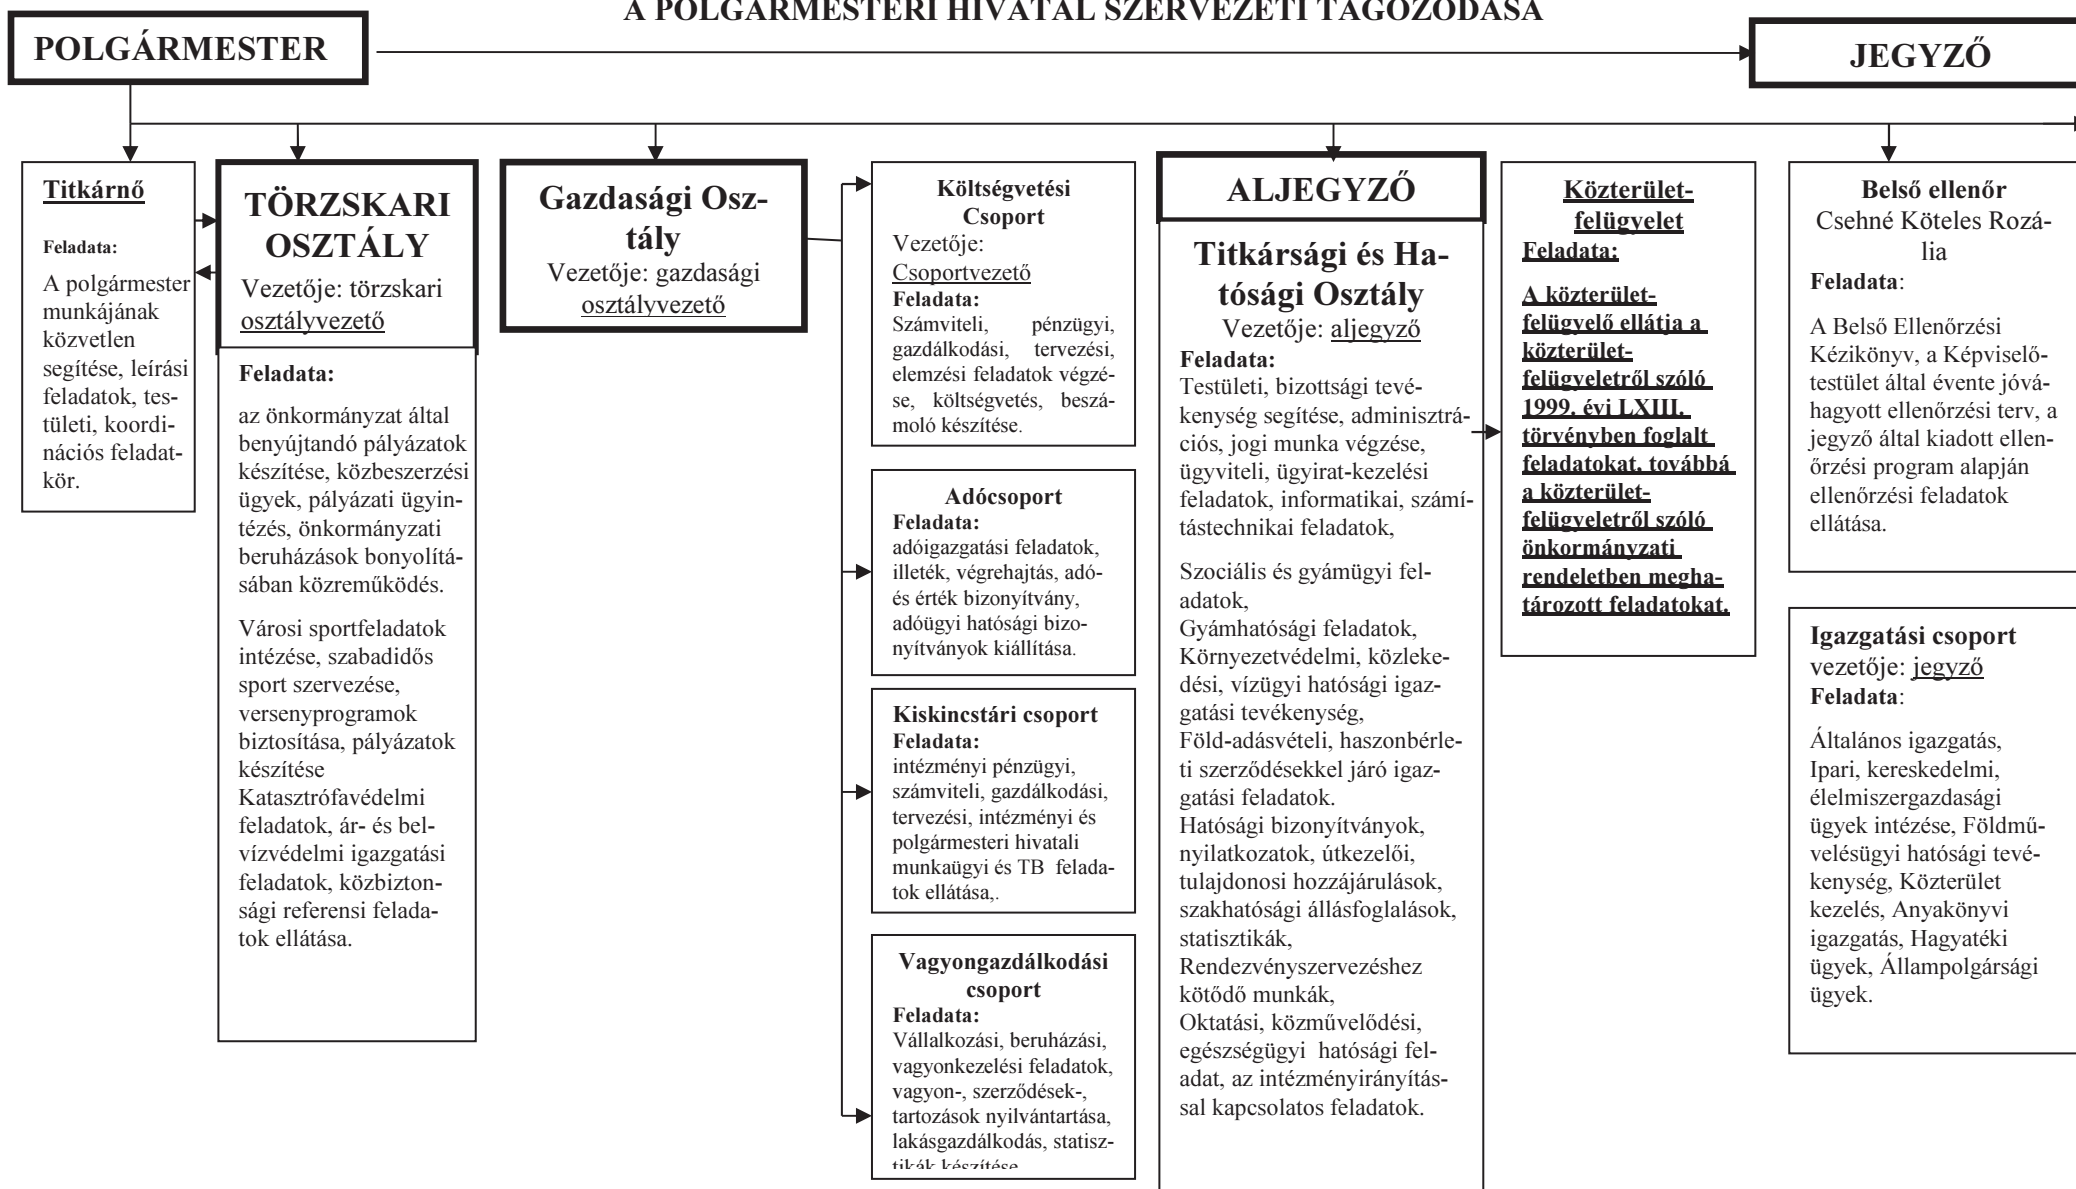 A POLGÁRMESTERI HIVATAL SZERVEZETI TAGOZÓDÁSA
POLGÁRMESTER
JEGYZŐ
Titkárnő
Feladata:
A polgármester
munkájának
közvetlen
segítése, leírási
feladatok, tes-
tületi, koordi-
nációs feladat-
kör.
TÖRZSKARI
OSZTÁLY
Vezetője: törzskari
osztályvezető
Feladata:
az önkormányzat által
benyújtandó pályázatok
készítése, közbeszerzési
ügyek, pályázati ügyin-
tézés, önkormányzati
beruházások bonyolítá-
sában közreműködés.
Városi sportfeladatok
intézése, szabadidős
sport szervezése,
versenyprogramok
biztosítása, pályázatok
készítése
Katasztrófavédelmi
feladatok, ár- és bel-
vízvédelmi igazgatási
feladatok, közbizton-
sági referensi felada-
tok ellátása.
Gazdasági Osz-
tály
Vezetője: gazdasági
osztályvezető
Költségvetési
Csoport
Vezetője:
Csoportvezető
Feladata:
Számviteli, pénzügyi,
gazdálkodási, tervezési,
elemzési feladatok végzé-
se, költségvetés, beszá-
moló készítése.
Adócsoport
Feladata:
adóigazgatási feladatok,
illeték, végrehajtás, adó-
és érték bizonyítvány,
adóügyi hatósági bizo-
nyítványok kiállítása.
Kiskincstári csoport
Feladata:
intézményi pénzügyi,
számviteli, gazdálkodási,
tervezési, intézményi és
polgármesteri hivatali
munkaügyi és TB  felada-
tok ellátása,.
Vagyongazdálkodási
csoport
Feladata:
Vállalkozási, beruházási,
vagyonkezelési feladatok,
vagyon-, szerződések-,
tartozások nyilvántartása,
lakásgazdálkodás, statisz-
tikák készítése
ALJEGYZŐ
Titkársági és Ha-
tósági Osztály
Vezetője: aljegyző
Feladata:
Testületi, bizottsági tevé-
kenység segítése, adminisztrá-
ciós, jogi munka végzése,
ügyviteli, ügyirat-kezelési
feladatok, informatikai, számí-
tástechnikai feladatok,
Szociális és gyámügyi fel-
adatok,
Gyámhatósági feladatok,
Környezetvédelmi, közleke-
dési, vízügyi hatósági igaz-
gatási tevékenység,
Föld-adásvételi, haszonbérle-
ti szerződésekkel járó igaz-
gatási feladatok.
Hatósági bizonyítványok,
nyilatkozatok, útkezelői,
tulajdonosi hozzájárulások,
szakhatósági állásfoglalások,
statisztikák,
Rendezvényszervezéshez
kötődő munkák,
Oktatási, közművelődési,
egészségügyi  hatósági fel-
adat, az intézményirányítás-
sal kapcsolatos feladatok.
Közterület-
felügyelet
Feladata:
A közterület-
felügyelő ellátja a
közterület-
felügyeletről szóló
1999. évi LXIII.
törvényben foglalt
feladatokat, továbbá
a közterület-
felügyeletről szóló
önkormányzati
rendeletben megha-
tározott feladatokat.
Belső ellenőr
Csehné Köteles Rozá-
lia
Feladata:
A Belső Ellenőrzési
Kézikönyv, a Képviselő-
testület által évente jóvá-
hagyott ellenőrzési terv, a
jegyző által kiadott ellen-
őrzési program alapján
ellenőrzési feladatok
ellátása.
Igazgatási csoport
vezetője: jegyző
Feladata:
Általános igazgatás,
Ipari, kereskedelmi,
élelmiszergazdasági
ügyek intézése, Földmű-
velésügyi hatósági tevé-
kenység, Közterület
kezelés, Anyakönyvi
igazgatás, Hagyatéki
ügyek, Állampolgársági
ügyek.